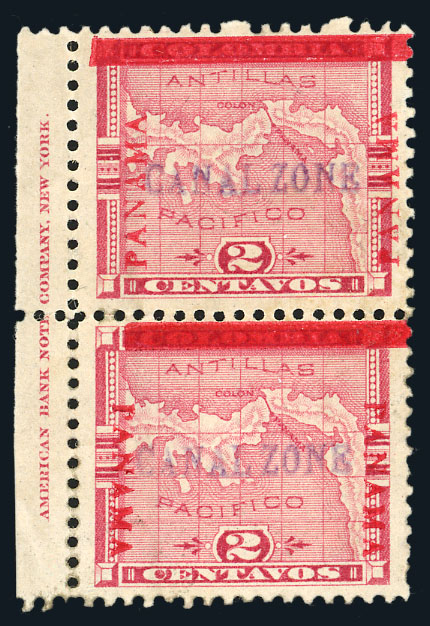 AMERICAN BANK NOTE COMPANY, NEW YORK.
ANTILLAS
COLON
PANAMA
CANAL ZONE
PANAMA
PACIFICO
2
CENTAVOS
ANTILLAS
COLON
PANAMA
CANAL ZONE
PANAMA
PACIFICO
2
CENTAVOS